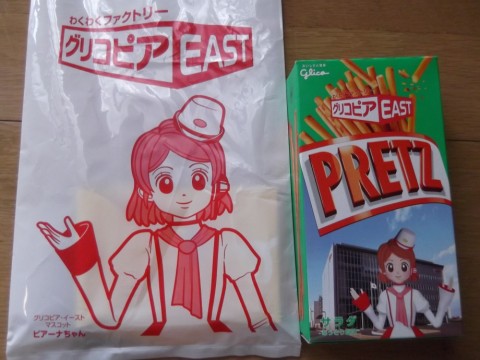 わくわくファクトリー
グリコピア EAST
グリコピア・イースト
マスコット
ピアーナちゃん
glico
グリコピア EAST
PRETZ
サラダ